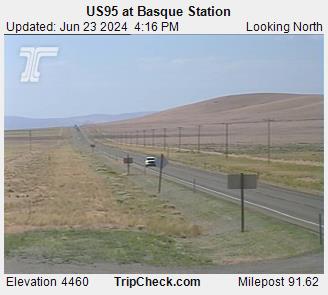 US95 at Basque Station
Updated: Jun 23 2024 4:16 PM Looking North
Elevation 4460 TripCheck.com Milepost 91.62